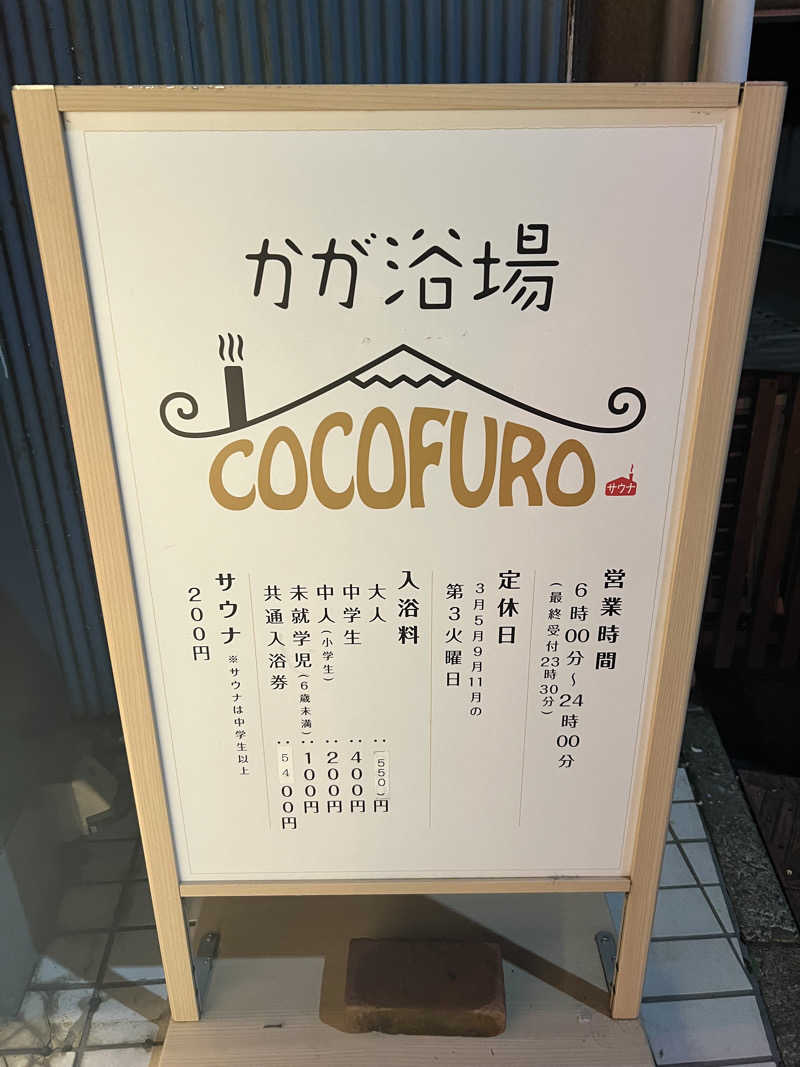 かが浴場
COCOFURO
サウナ
営業時間
6時00分～24時00分
(最終受付23時30分)
定休日
3月5月9月11月の
第3火曜日
入浴料
大人：(550)円
中学生：400円
中人(小学生)：200円
未就学児(6歳未満)：100円
共通入浴券：5400円
サウナ ※サウナは中学生以上
200円